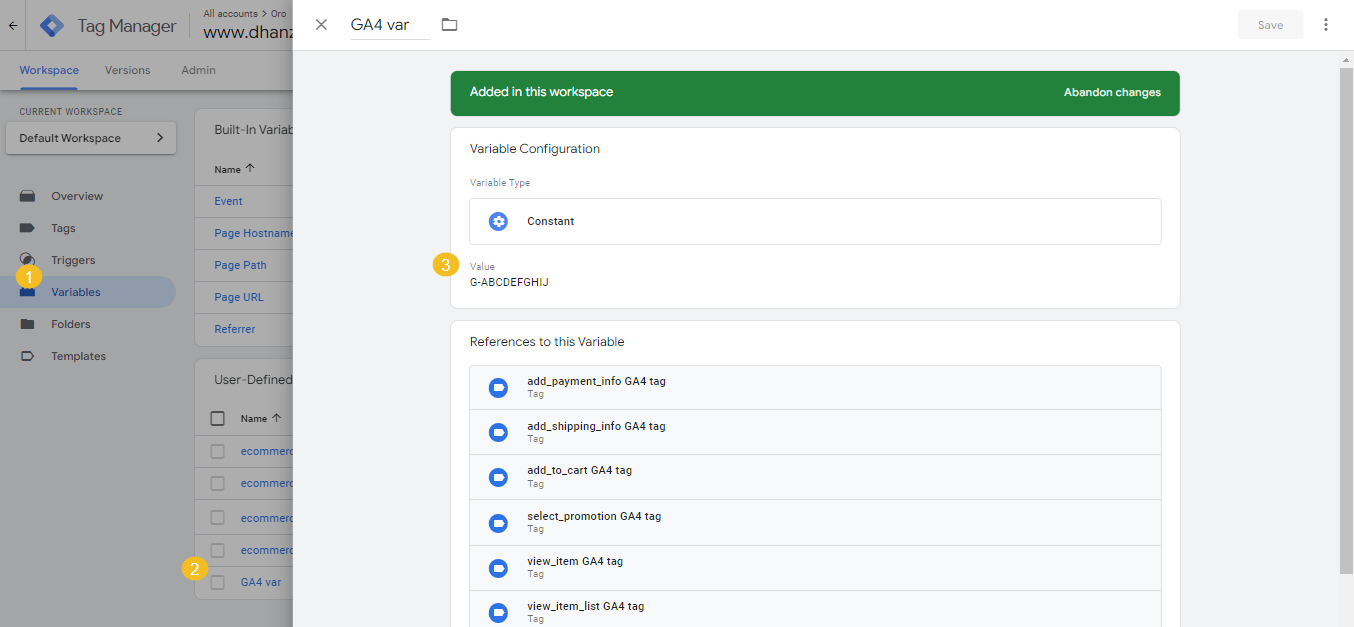 Tag Manager
All accounts > Oro
www.dhanz
GA4 var
Save
Workspace
Versions
Admin
CURRENT WORKSPACE
Default Workspace
Overview
Tags
Triggers
1
Variables
Folders
Templates
Built-In Variab
Name
Event
Page Hostname
Page Path
Page URL
Referrer
User-Defined
Name
ecommerc
ecommerc
ecommerc
ecommerc
2
GA4 var
Added in this workspace
Abandon changes
Variable Configuration
Variable Type
Constant
3
Value
G-ABCDEFGHIJ
References to this Variable
add_payment_info GA4 tag
Tag
add_shipping_info GA4 tag
Tag
add_to_cart GA4 tag
Tag
select_promotion GA4 tag
Tag
view_item GA4 tag
Tag
view_item_list GA4 tag
Tag